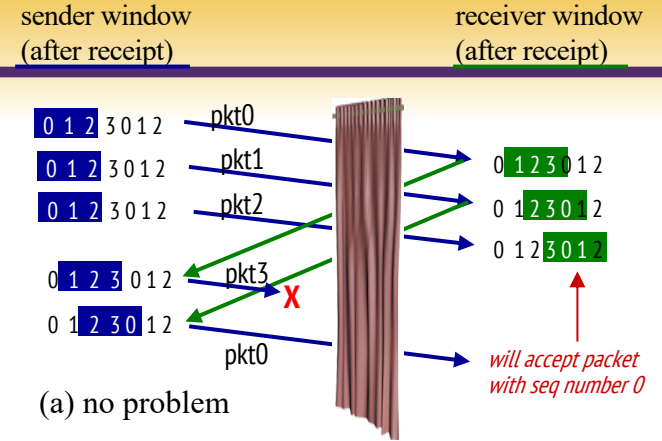 sender window
(after receipt)
receiver window
(after receipt)
0 1 2 3 0 1 2
pkt0
0 1 2 3 0 1 2
pkt1
0 1 2 3 0 1 2
0 1 2 3 0 1 2
pkt2
0 1 2 3 0 1 2
0 1 2 3 0 1 2
0 1 2 3 0 1 2
pkt3
X
0 1 2 3 0 1 2
pkt0
will accept packet
with seq number 0
(a) no problem